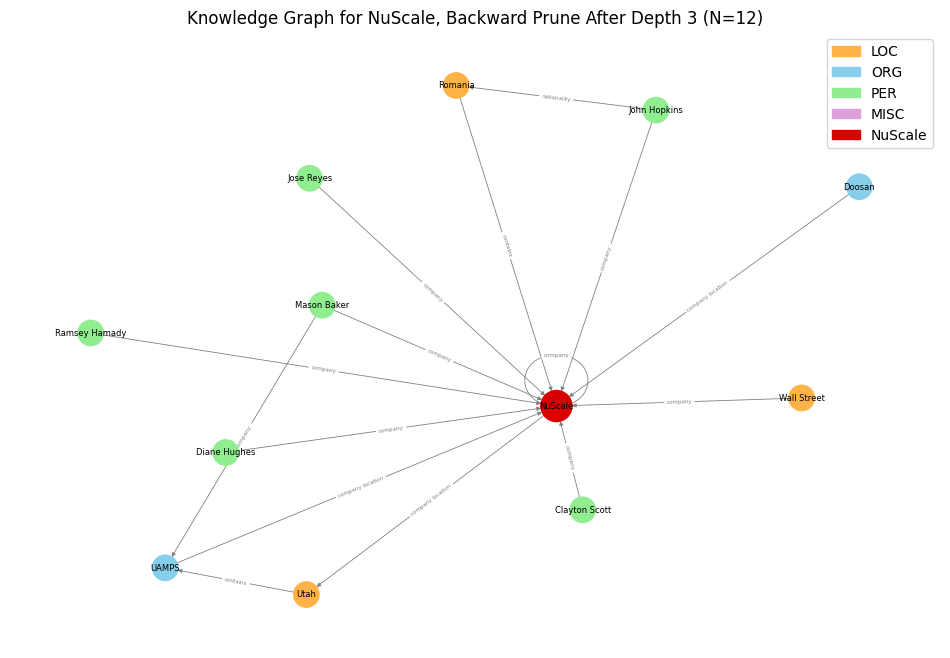 Knowledge Graph for NuScale, Backward Prune After Depth 3 (N=12)
LOC
ORG
PER
MISC
NuScale
Romania
nationality
John Hopkins
Jose Reyes
Doosan
contains
company
company
company location
Mason Baker
Ramsey Hamady
company
company
company
NuScale
company
Wall Street
company
company
Diane Hughes
company
company location
company location
Clayton Scott
UAMPS
contains
Utah